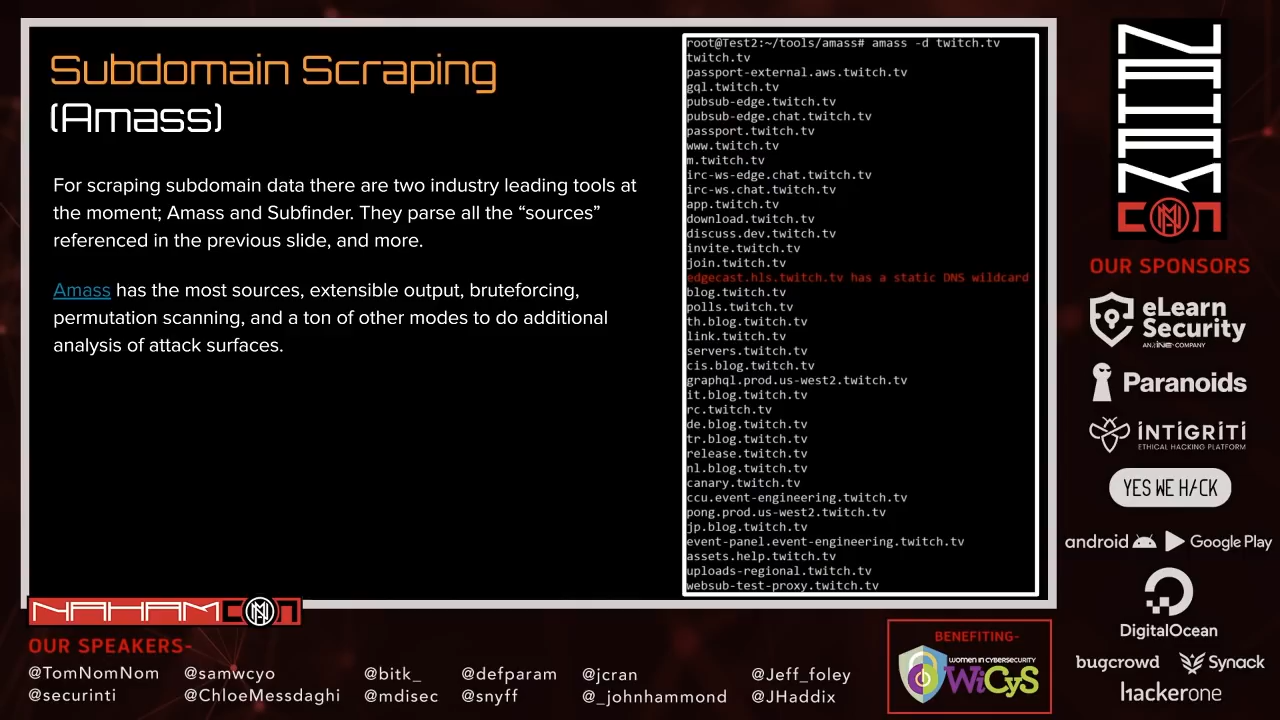 Subdomain Scraping
(Amass)
For scraping subdomain data there are two industry leading tools at
the moment; Amass and Subfinder. They parse all the “sources”
referenced in the previous slide, and more.
Amass has the most sources, extensible output, bruteforcing,
permutation scanning, and a ton of other modes to do additional
analysis of attack surfaces.
root@Test2:~/tools/amass# amass -d twitch.tv
twitch.tv
passport-external.aws.twitch.tv
gql.twitch.tv
pubsub-edge.twitch.tv
pubsub-edge.chat.twitch.tv
passport.twitch.tv
www.twitch.tv
m.twitch.tv
irc-ws-edge.chat.twitch.tv
irc-ws.chat.twitch.tv
app.twitch.tv
download.twitch.tv
discuss.dev.twitch.tv
invite.twitch.tv
join.twitch.tv
edgecast.hls.twitch.tv has a static DNS wildcard
blog.twitch.tv
polls.twitch.tv
th.blog.twitch.tv
link.twitch.tv
servers.twitch.tv
cis.blog.twitch.tv
graphql.prod.us-west2.twitch.tv
it.blog.twitch.tv
rc.twitch.tv
de.blog.twitch.tv
tr.blog.twitch.tv
release.twitch.tv
nl.blog.twitch.tv
canary.twitch.tv
ccu.event-engineering.twitch.tv
pong.prod.us-west2.twitch.tv
jp.blog.twitch.tv
event-panel.event-engineering.twitch.tv
assets.help.twitch.tv
uploads-regional.twitch.tv
websub-test-proxy.twitch.tv
NAHAMCON
OUR SPONSORS
eLearn
Security
AN INE COMPANY
Paranoids
INTIGRITI
ETHICAL HACKING PLATFORM
YES WE H/CK
android Google Play
DigitalOcean
bugcrowd Synack
hackerone
NAHAMCON
OUR SPEAKERS-
@TomNomNom @samwcyo @bitk_ @defparam @jcran @Jeff_foley
@securinti @ChloeMessdaghi @mdisec @snyff @_johnhammond @JHaddix
BENEFITING-
WOMEN IN CYBERSECURITY
WiCyS